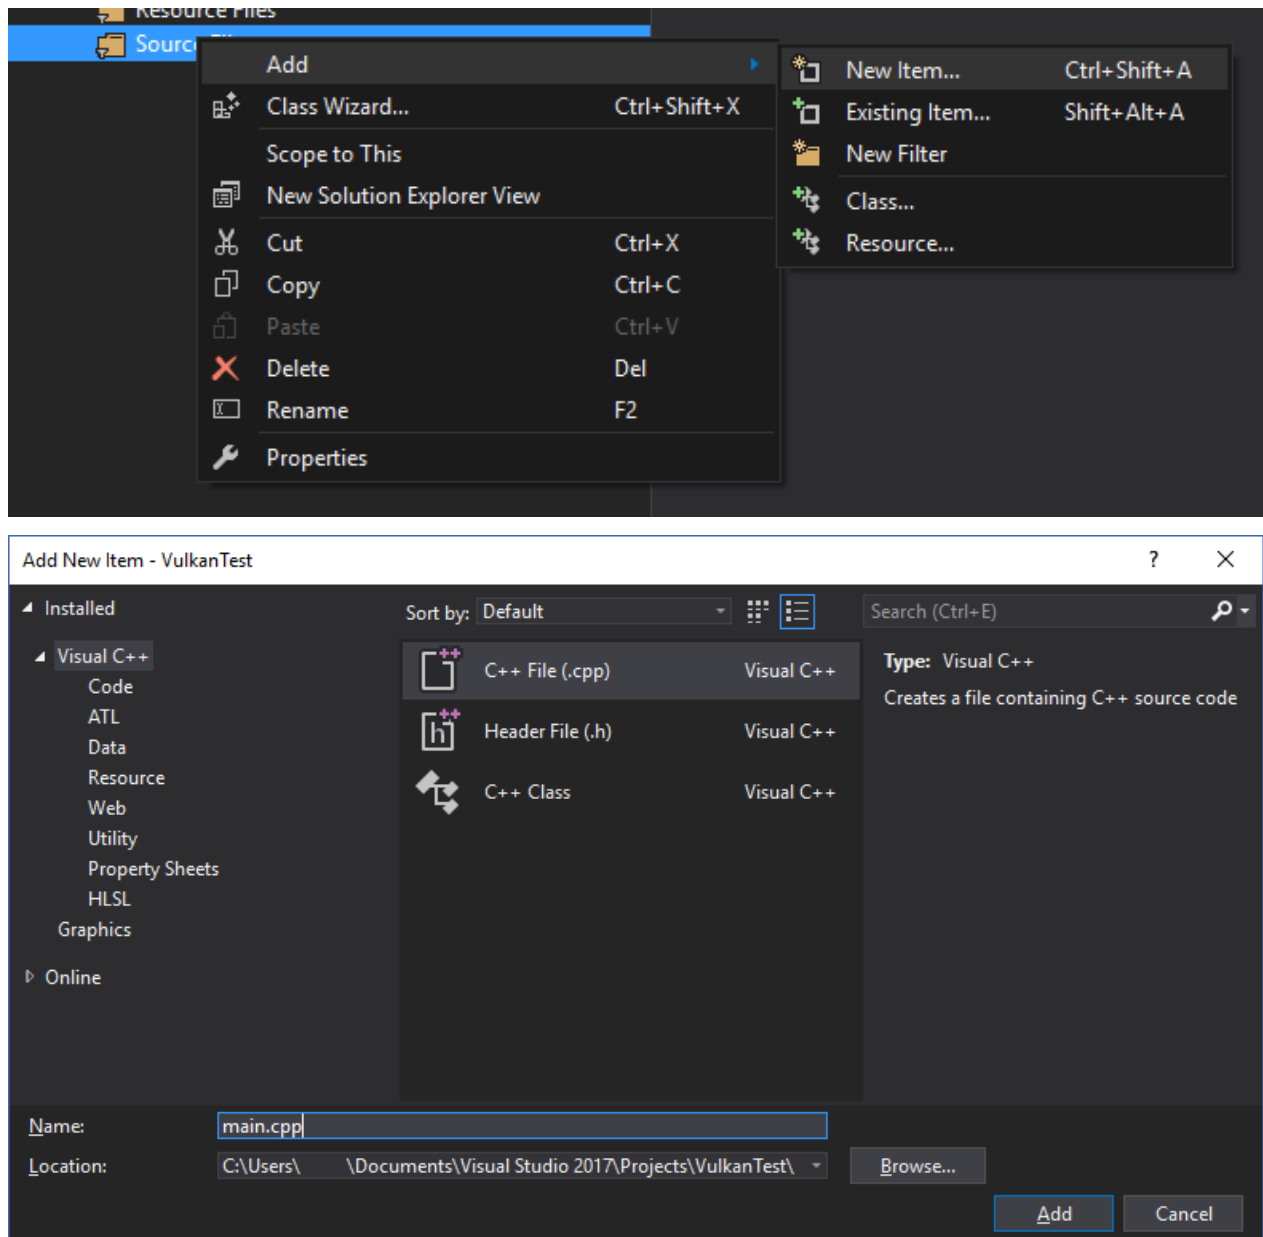 Resource Files
Source
Add
New Item... Ctrl+Shift+A
Class Wizard... Ctrl+Shift+X
Existing Item... Shift+Alt+A
Scope to This
New Filter
New Solution Explorer View
Class...
Cut Ctrl+X
Resource...
Copy Ctrl+C
Paste Ctrl+V
Delete Del
Rename F2
Properties
Add New Item - VulkanTest ?
Installed
Sort by: Default
Search (Ctrl+E)
Visual C++
Code
ATL
Data
Resource
Web
Utility
Property Sheets
HLSL
Graphics
Online
C++ File (.cpp) Visual C++
Header File (.h) Visual C++
C++ Class Visual C++
Type: Visual C++
Creates a file containing C++ source code
Name: main.cpp
Location: C:\Users\ \Documents\Visual Studio 2017\Projects\VulkanTest\
Browse...
Add Cancel